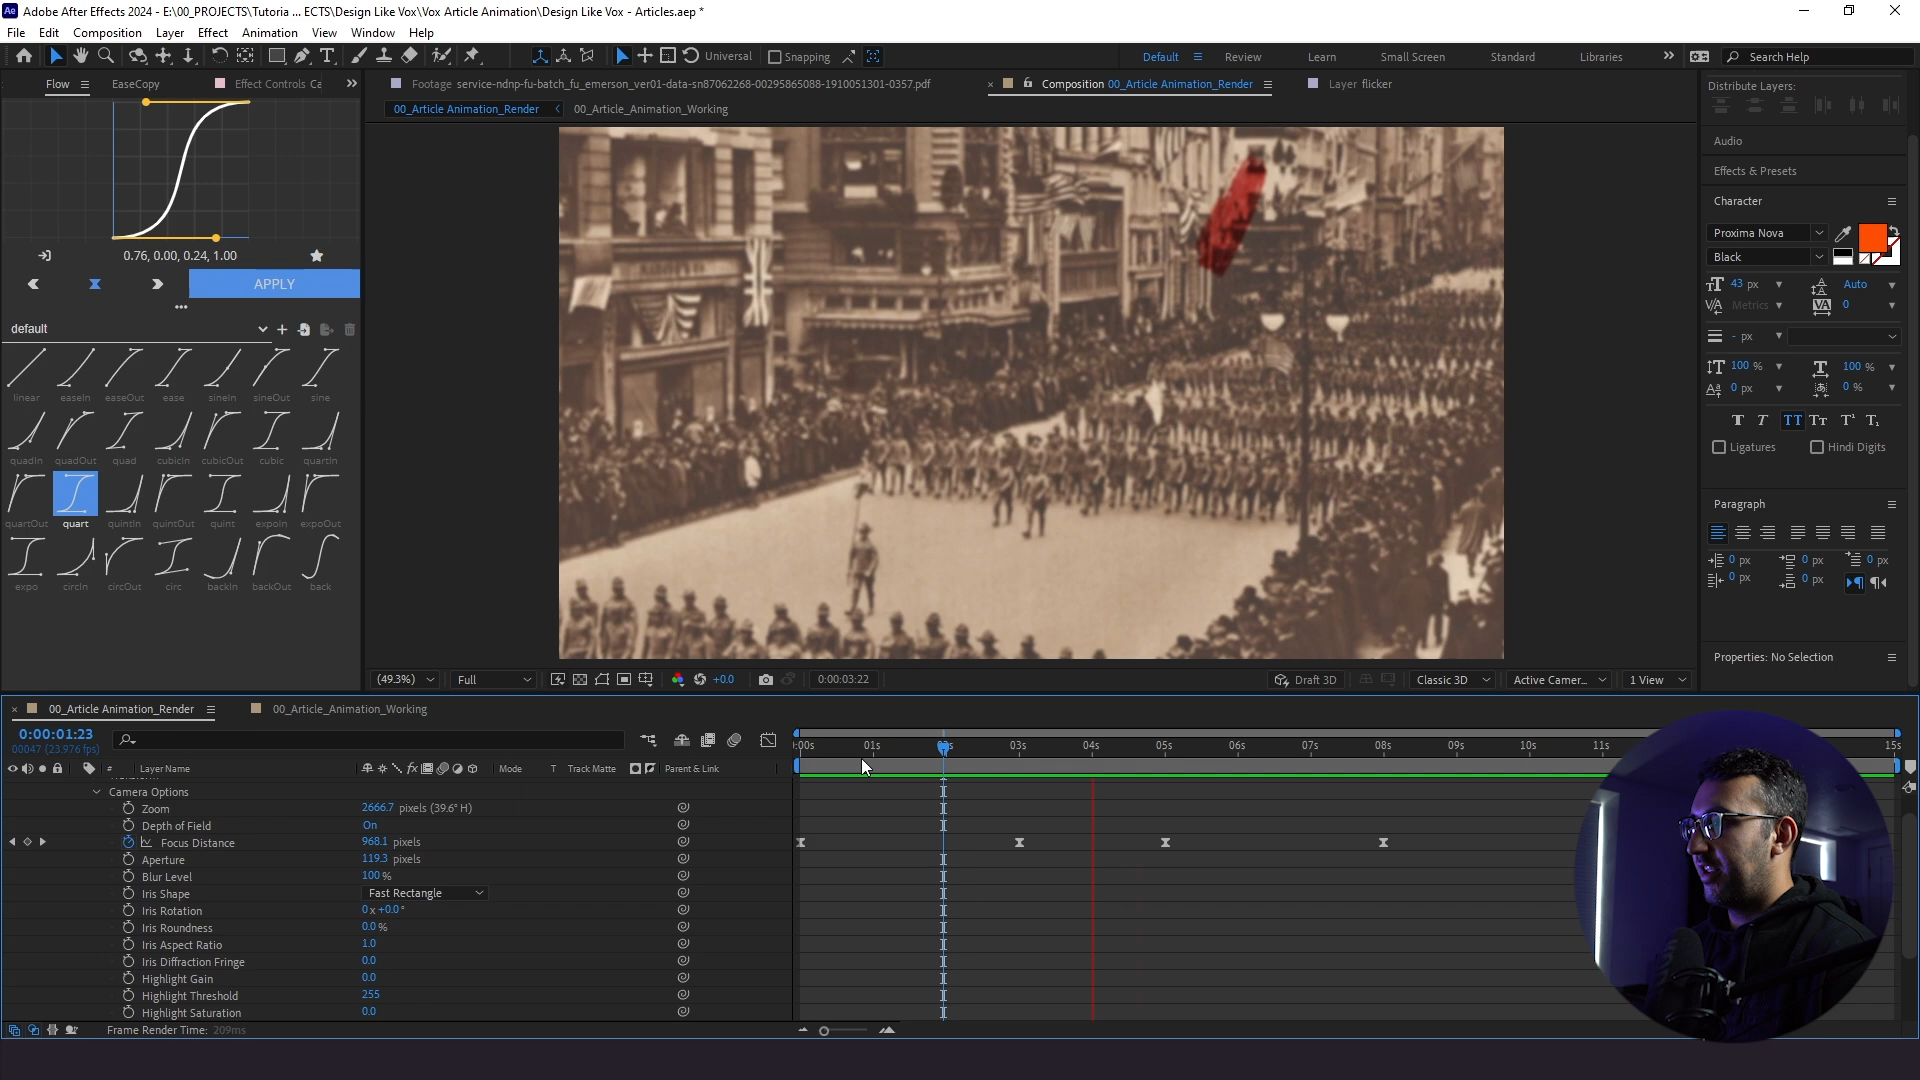 Adobe After Effects 2024 - E:\00_PROJECTS\Tutoria ... ECTS\Design Like Vox\Vox Article Animation\Design Like Vox - Articles.aep *
File Edit Composition Layer Effect Animation View Window Help
Universal Snapping Default Review Learn Small Screen Standard Libraries Search Help
Flow EaseCopy Effect Controls Ca
Footage service-ndnp-fu-batch_fu_emerson_ver01-data-sn87062268-00295865088-1910051301-0357.pdf Composition 00_Article Animation_Render Layer flicker
00_Article Animation_Render 00_Article_Animation_Working
0.76, 0.00, 0.24, 1.00
APPLY
default
linear easeIn easeOut ease sineIn sineOut sine
quadIn quadOut quad cubicIn cubicOut cubic quartIn
quartOut quart quintIn quintOut quint expoIn expoOut
expo circIn circOut circ backIn backOut back
Distribute Layers:
Audio
Effects & Presets
Character
Proxima Nova
Black
43 px Auto
Metrics 0
- px
100 % 100 %
0 px 0 %
Ligatures Hindi Digits
Paragraph
0 px 0 px 0 px
0 px 0 px
Properties: No Selection
(49.3%) Full +0.0 0:00:03:22 Draft 3D Classic 3D Active Camer... 1 View
00_Article Animation_Render 00_Article_Animation_Working
0:00:01:23
00047 (23.976 fps)
# Layer Name Mode T Track Matte Parent & Link
:00s 01s 03s 04s 05s 06s 07s 08s 09s 10s 11s 15s
Camera Options
Zoom 2666.7 pixels (39.6° H)
Depth of Field On
Focus Distance 968.1 pixels
Aperture 119.3 pixels
Blur Level 100 %
Iris Shape Fast Rectangle
Iris Rotation 0 x +0.0 °
Iris Roundness 0.0 %
Iris Aspect Ratio 1.0
Iris Diffraction Fringe 0.0
Highlight Gain 0.0
Highlight Threshold 255
Highlight Saturation 0.0
Frame Render Time: 209ms